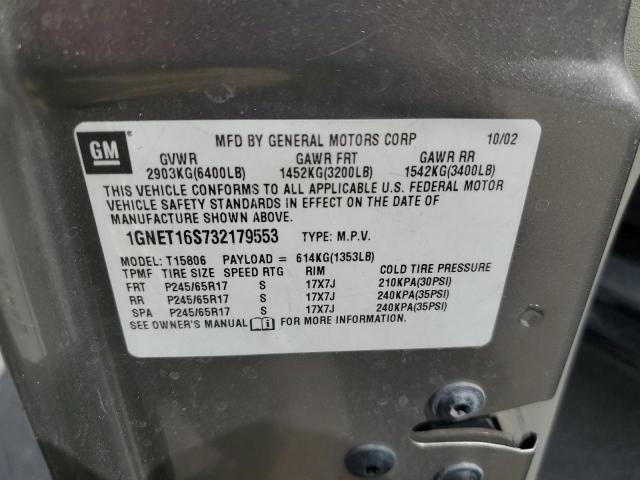 GM®
MFD BY GENERAL MOTORS CORP 10/02
GVWR GAWR FRT GAWR RR
2903KG(6400LB) 1452KG(3200LB) 1542KG(3400LB)
THIS VEHICLE CONFORMS TO ALL APPLICABLE U.S. FEDERAL MOTOR
VEHICLE SAFETY STANDARDS IN EFFECT ON THE DATE OF
MANUFACTURE SHOWN ABOVE.
1GNET16S732179553 TYPE: M.P.V.
MODEL: T15806 PAYLOAD = 614KG(1353LB)
TPMF TIRE SIZE SPEED RTG RIM COLD TIRE PRESSURE
FRT P245/65R17 S 17X7J 210KPA(30PSI)
RR P245/65R17 S 17X7J 240KPA(35PSI)
SPA P245/65R17 S 17X7J 240KPA(35PSI)
SEE OWNER'S MANUAL FOR MORE INFORMATION.